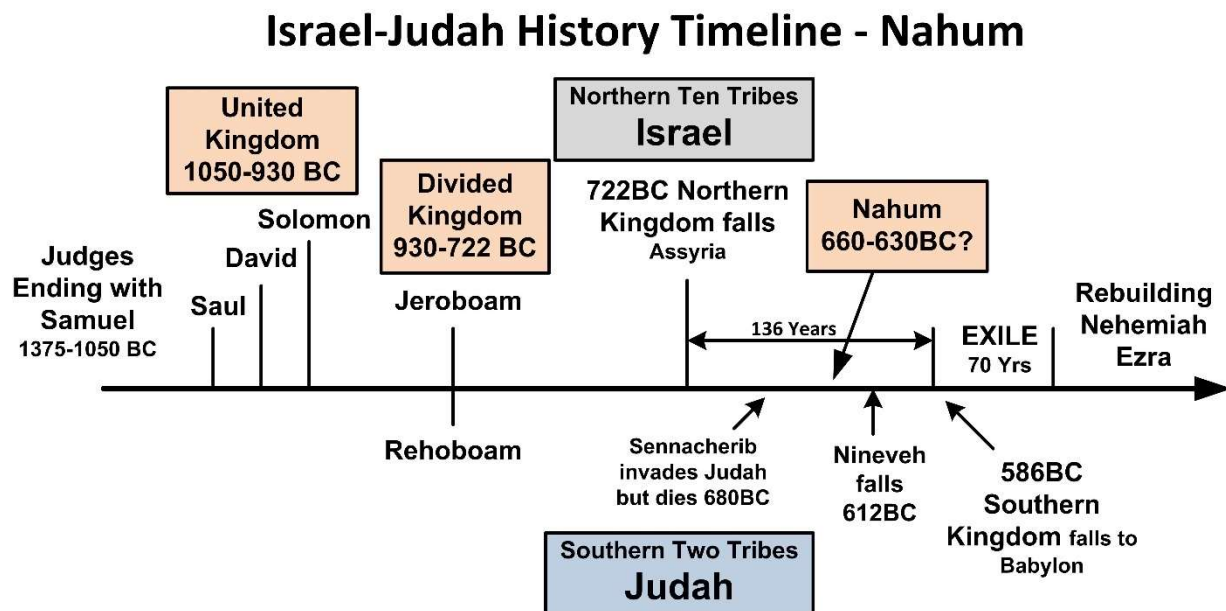 Israel-Judah History Timeline - Nahum
United
Kingdom
1050-930 BC
Northern Ten Tribes
Israel
Divided
Kingdom
930-722 BC
722BC Northern
Kingdom falls
Assyria
Nahum
660-630BC?
Judges
Ending with
Samuel
1375-1050 BC
Saul
David
Solomon
Jeroboam
136 Years
EXILE
70 Yrs
Rebuilding
Nehemiah
Ezra
Rehoboam
Sennacherib
invades Judah
but dies 680BC
Nineveh
falls
612BC
586BC
Southern
Kingdom falls to
Babylon
Southern Two Tribes
Judah